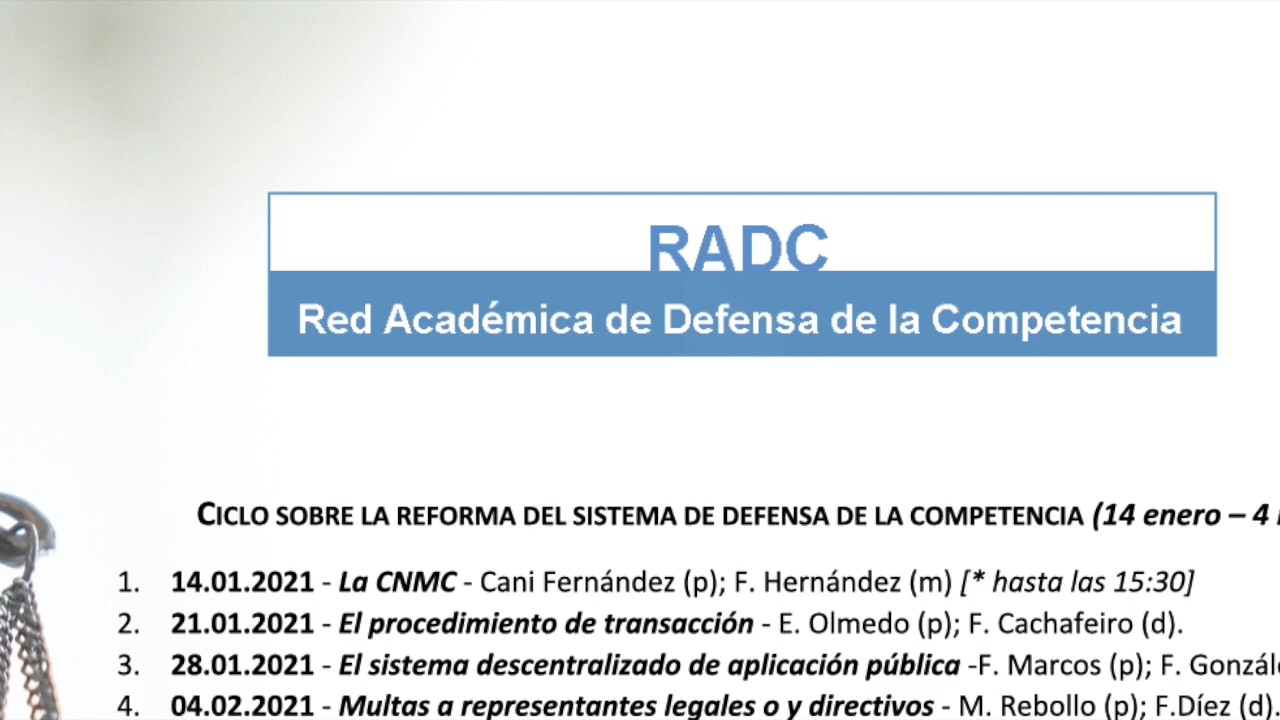 RADC
Red Académica de Defensa de la Competencia
CICLO SOBRE LA REFORMA DEL SISTEMA DE DEFENSA DE LA COMPETENCIA (14 enero – 4
1. 14.01.2021 - La CNMC - Cani Fernández (p); F. Hernández (m) [* hasta las 15:30]
2. 21.01.2021 - El procedimiento de transacción - E. Olmedo (p); F. Cachafeiro (d).
3. 28.01.2021 - El sistema descentralizado de aplicación pública -F. Marcos (p); F.
4. 04.02.2021 - Multas a representantes legales o y directivos - M. Rebollo (p); F.Díez (d).